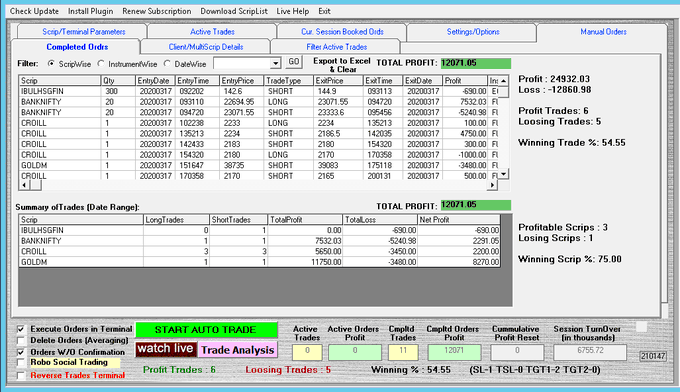 Check Update Install Plugin Renew Subscription Download ScripList Live Help Exit
Scrip/Terminal Parameters Active Trades Cur. Session Booked Ords Settings/Options Manual Orders
Completed Ordrs Client/MultiScrip Details Filter Active Trades
Filter: ScripWise InstrumentWise DateWise GO Export to Excel & Clear TOTAL PROFIT: 12071.05
Scrip Qty EntryDate EntryTime EntryPrice TradeType ExitPrice ExitTime ExitDate Profit Ins
IBULHSGFIN 300 20200317 092202 142.6 SHORT 144.9 093113 20200317 -690.00
BANKNIFTY 20 20200317 093110 22694.95 LONG 23071.55 094720 20200317 7532.03 FU
BANKNIFTY 20 20200317 094720 23071.55 SHORT 23333.6 095456 20200317 -5240.98 FU
CROILL 1 20200317 102238 2233 LONG 2234 135213 20200317 100.00 FU
CROILL 1 20200317 135213 2234 SHORT 2186.5 142035 20200317 4750.00 FU
CROILL 1 20200317 142433 2183 SHORT 2180 154320 20200317 300.00 FU
CROILL 1 20200317 154320 2180 LONG 2170 170358 20200317 -1000.00 FU
GOLDM 1 20200317 151647 38735 SHORT 39083 175118 20200317 -3480.00 FU
CROILL 1 20200317 170358 2170 SHORT 2165 200131 20200317 500.00 FU
Profit : 24932.03
Loss : -12860.98
Profit Trades: 6
Loosing Trades: 5
Winning Trade %: 54.55
Summary ofTrades (Date Range): TOTAL PROFIT: 12071.05
Scrip LongTrades ShortTrades TotalProfit TotalLoss Net Profit
IBULHSGFIN 0 1 0.00 -690.00 -690.00
BANKNIFTY 1 1 7532.03 -5240.98 2291.05
CROILL 3 3 5650.00 -3450.00 2200.00
GOLDM 1 1 11750.00 -3480.00 8270.00
Profitable Scrips : 3
Losing Scrips : 1
Winning Scrip %: 75.00
Execute Orders in Terminal
Delete Orders (Averaging)
Orders W/O Confirmation
Robo Social Trading
Reverse Trades Terminal
START AUTO TRADE
watch live Trade Analysis
Active Trades Active Orders Profit Cmpltd Trades Cmpltd Orders Profit Cummulative Profit Reset Session TurnOver (in thousands)
0 0 11 12071 0 6755.72 210147
Profit Trades : 6 Loosing Trades : 5 Winning % : 54.55 (SL-1 TSL-0 TGT1-2 TGT2-0)